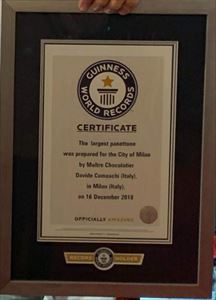 GUINNESS
WORLD RECORDS
CERTIFICATE
The largest panettone
was prepared for the City of Milan
by Maître Chocolatier
Davide Comaschi (Italy),
in Milan (Italy),
on 16 December 2018
OFFICIALLY AMAZING
RECORD HOLDER